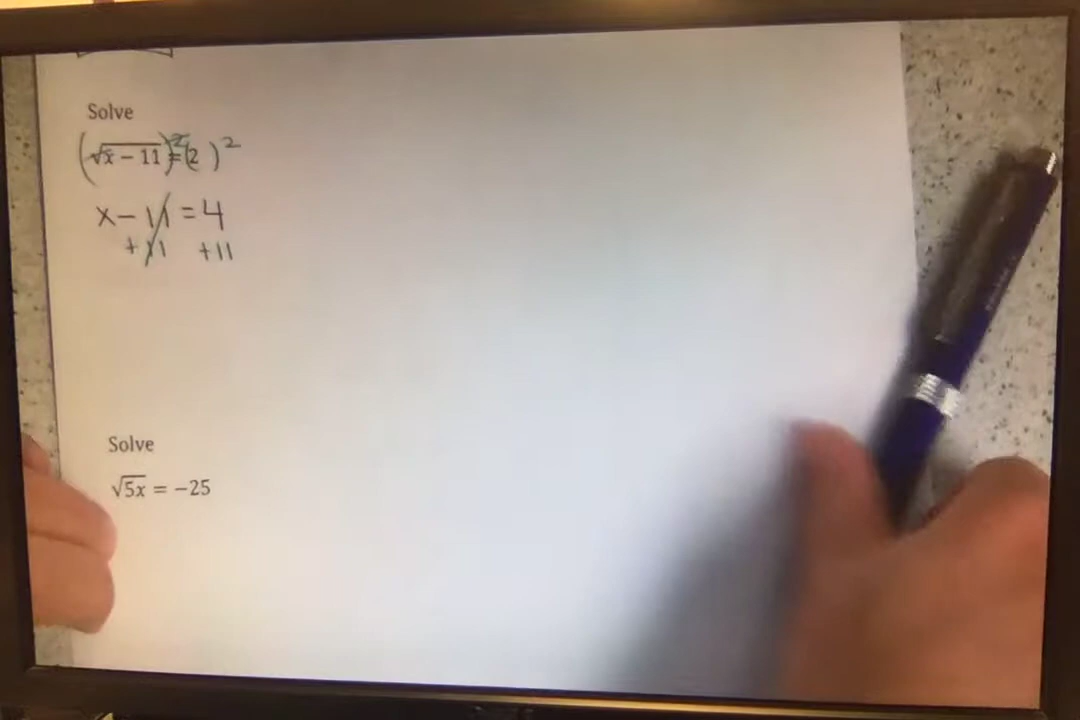 Solve
(√x − 11)² = (2)²
x − 11 = 4
+ 11 + 11
Solve
√5x = −25